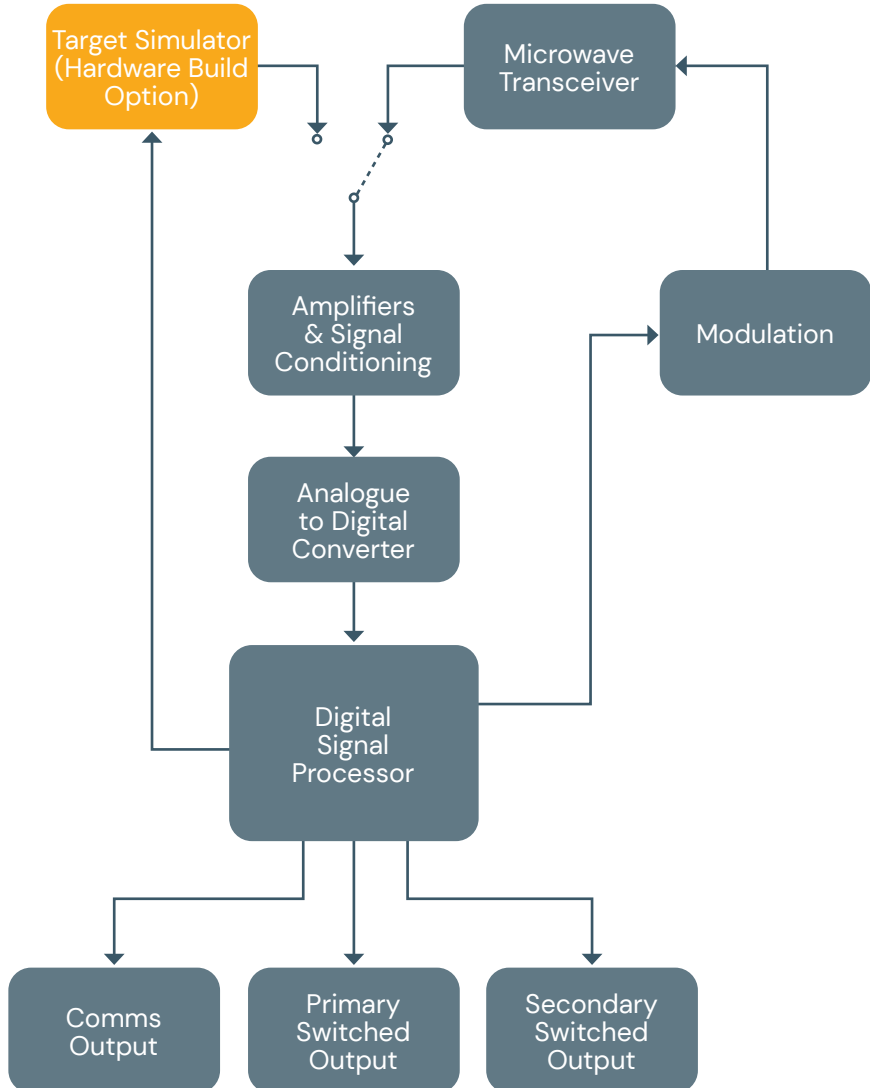 Target Simulator
(Hardware Build
Option)
Microwave
Transceiver
Amplifiers
& Signal
Conditioning
Modulation
Analogue
to Digital
Converter
Digital
Signal
Processor
Comms
Output
Primary
Switched
Output
Secondary
Switched
Output